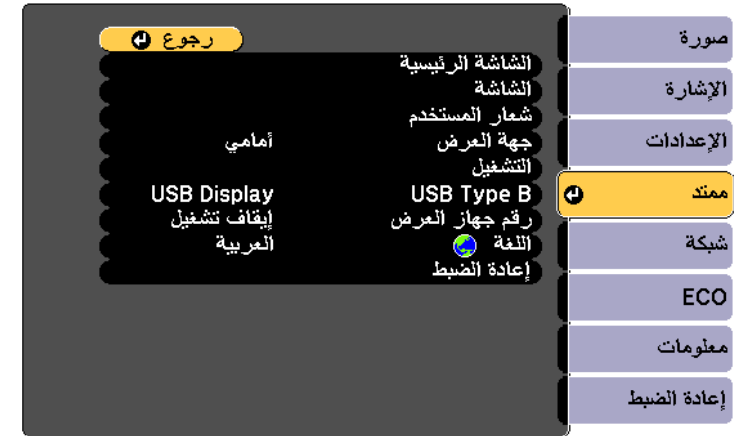 صورة
الإشارة
الإعدادات
ممتد
شبكة
ECO
معلومات
إعادة الضبط
رجوع
الشاشة الرئيسية
الشاشة
شعار المستخدم
جهة العرض أمامي
التشغيل
USB Type B USB Display
رقم جهاز العرض إيقاف تشغيل
اللغة العربية
إعادة الضبط